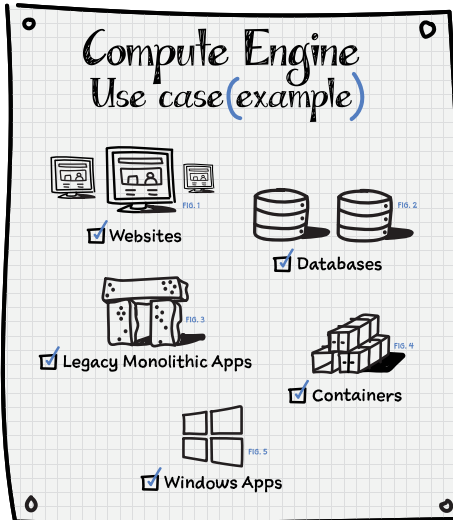 Compute Engine
Use case(example)
FIG. 1
Websites
FIG. 2
Databases
FIG. 3
Legacy Monolithic Apps
FIG. 4
Containers
FIG. 5
Windows Apps